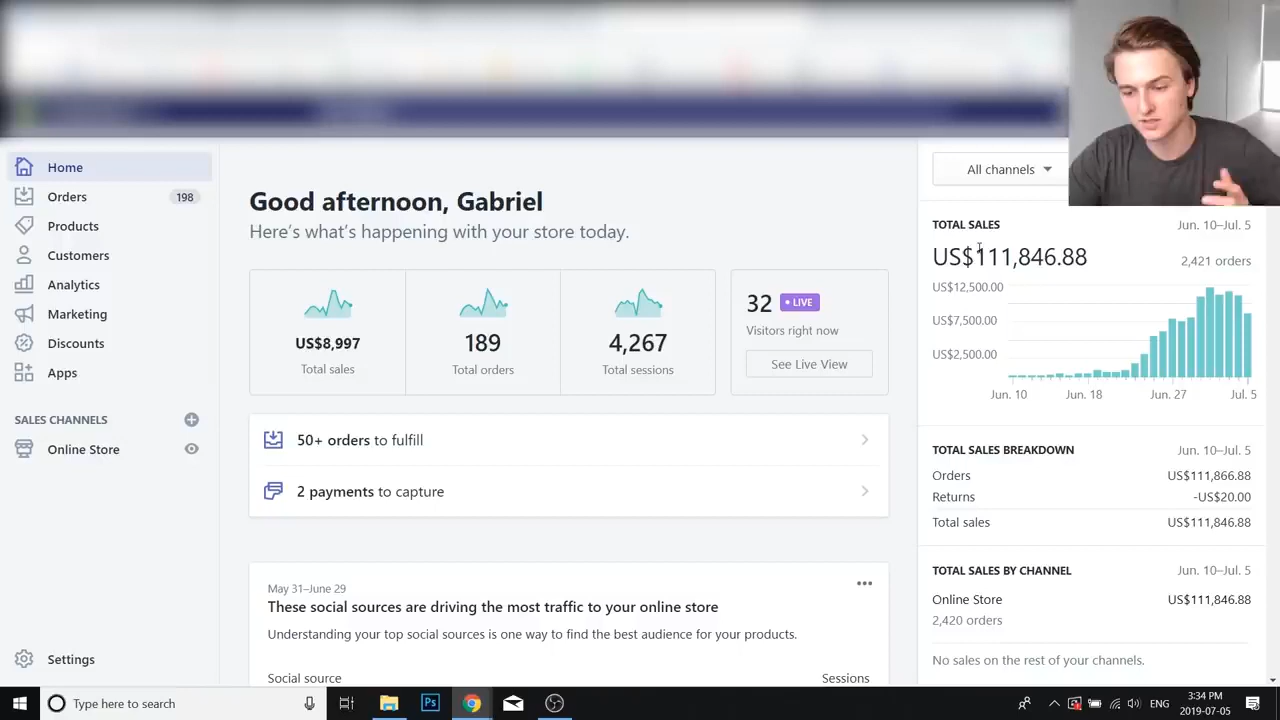 Home
Orders 198
Products
Customers
Analytics
Marketing
Discounts
Apps
SALES CHANNELS
Online Store
Settings
Good afternoon, Gabriel
Here's what's happening with your store today.
US$8,997
Total sales
189
Total orders
4,267
Total sessions
32 • LIVE
Visitors right now
See Live View
50+ orders to fulfill
2 payments to capture
May 31–June 29
These social sources are driving the most traffic to your online store
Understanding your top social sources is one way to find the best audience for your products.
Social source Sessions
All channels
TOTAL SALES Jun. 10–Jul. 5
US$111,846.88 2,421 orders
US$12,500.00
US$7,500.00
US$2,500.00
Jun. 10 Jun. 18 Jun. 27 Jul. 5
TOTAL SALES BREAKDOWN Jun. 10–Jul. 5
Orders US$111,866.88
Returns -US$20.00
Total sales US$111,846.88
TOTAL SALES BY CHANNEL Jun. 10–Jul. 5
Online Store US$111,846.88
2,420 orders
No sales on the rest of your channels.
Type here to search
Ps
ENG
3:34 PM
2019-07-05